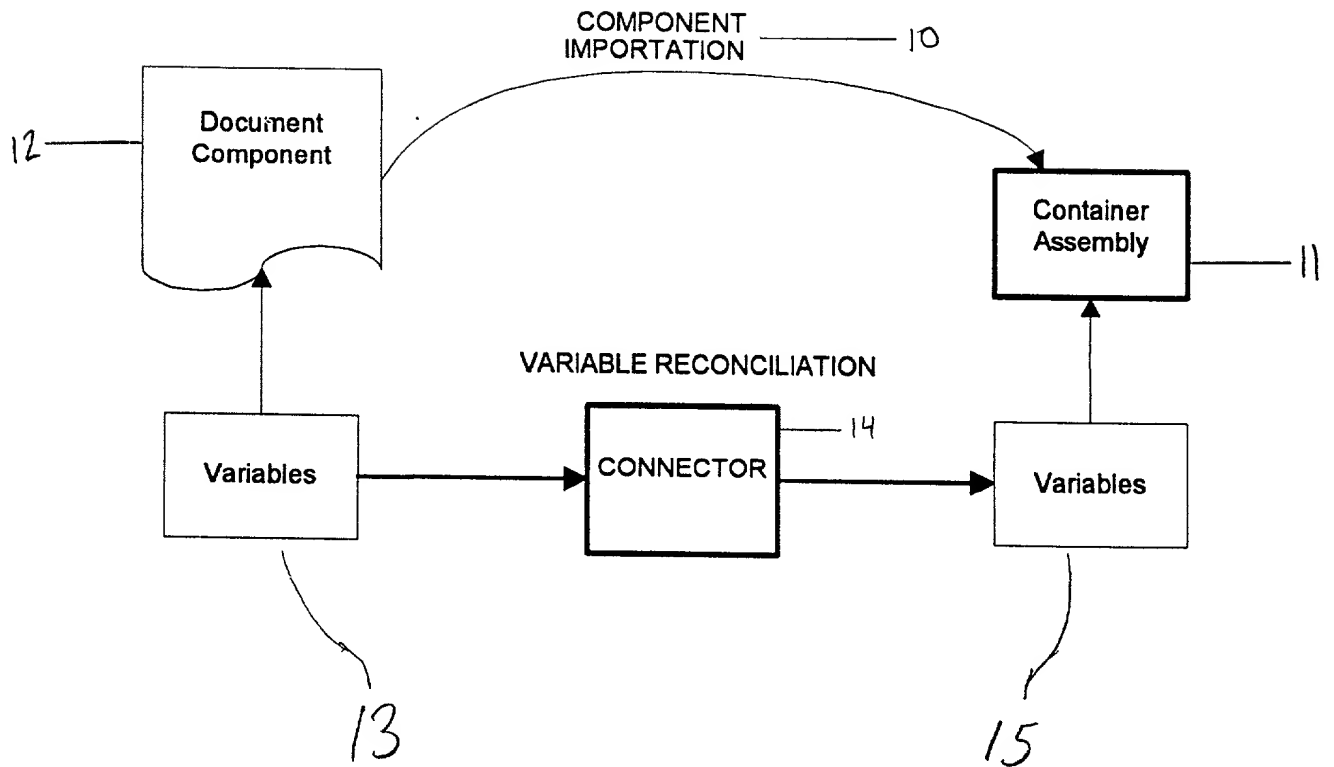 COMPONENT
IMPORTATION
10
Document
Component
12
Container
Assembly
11
VARIABLE RECONCILIATION
14
Variables
CONNECTOR
Variables
13
15